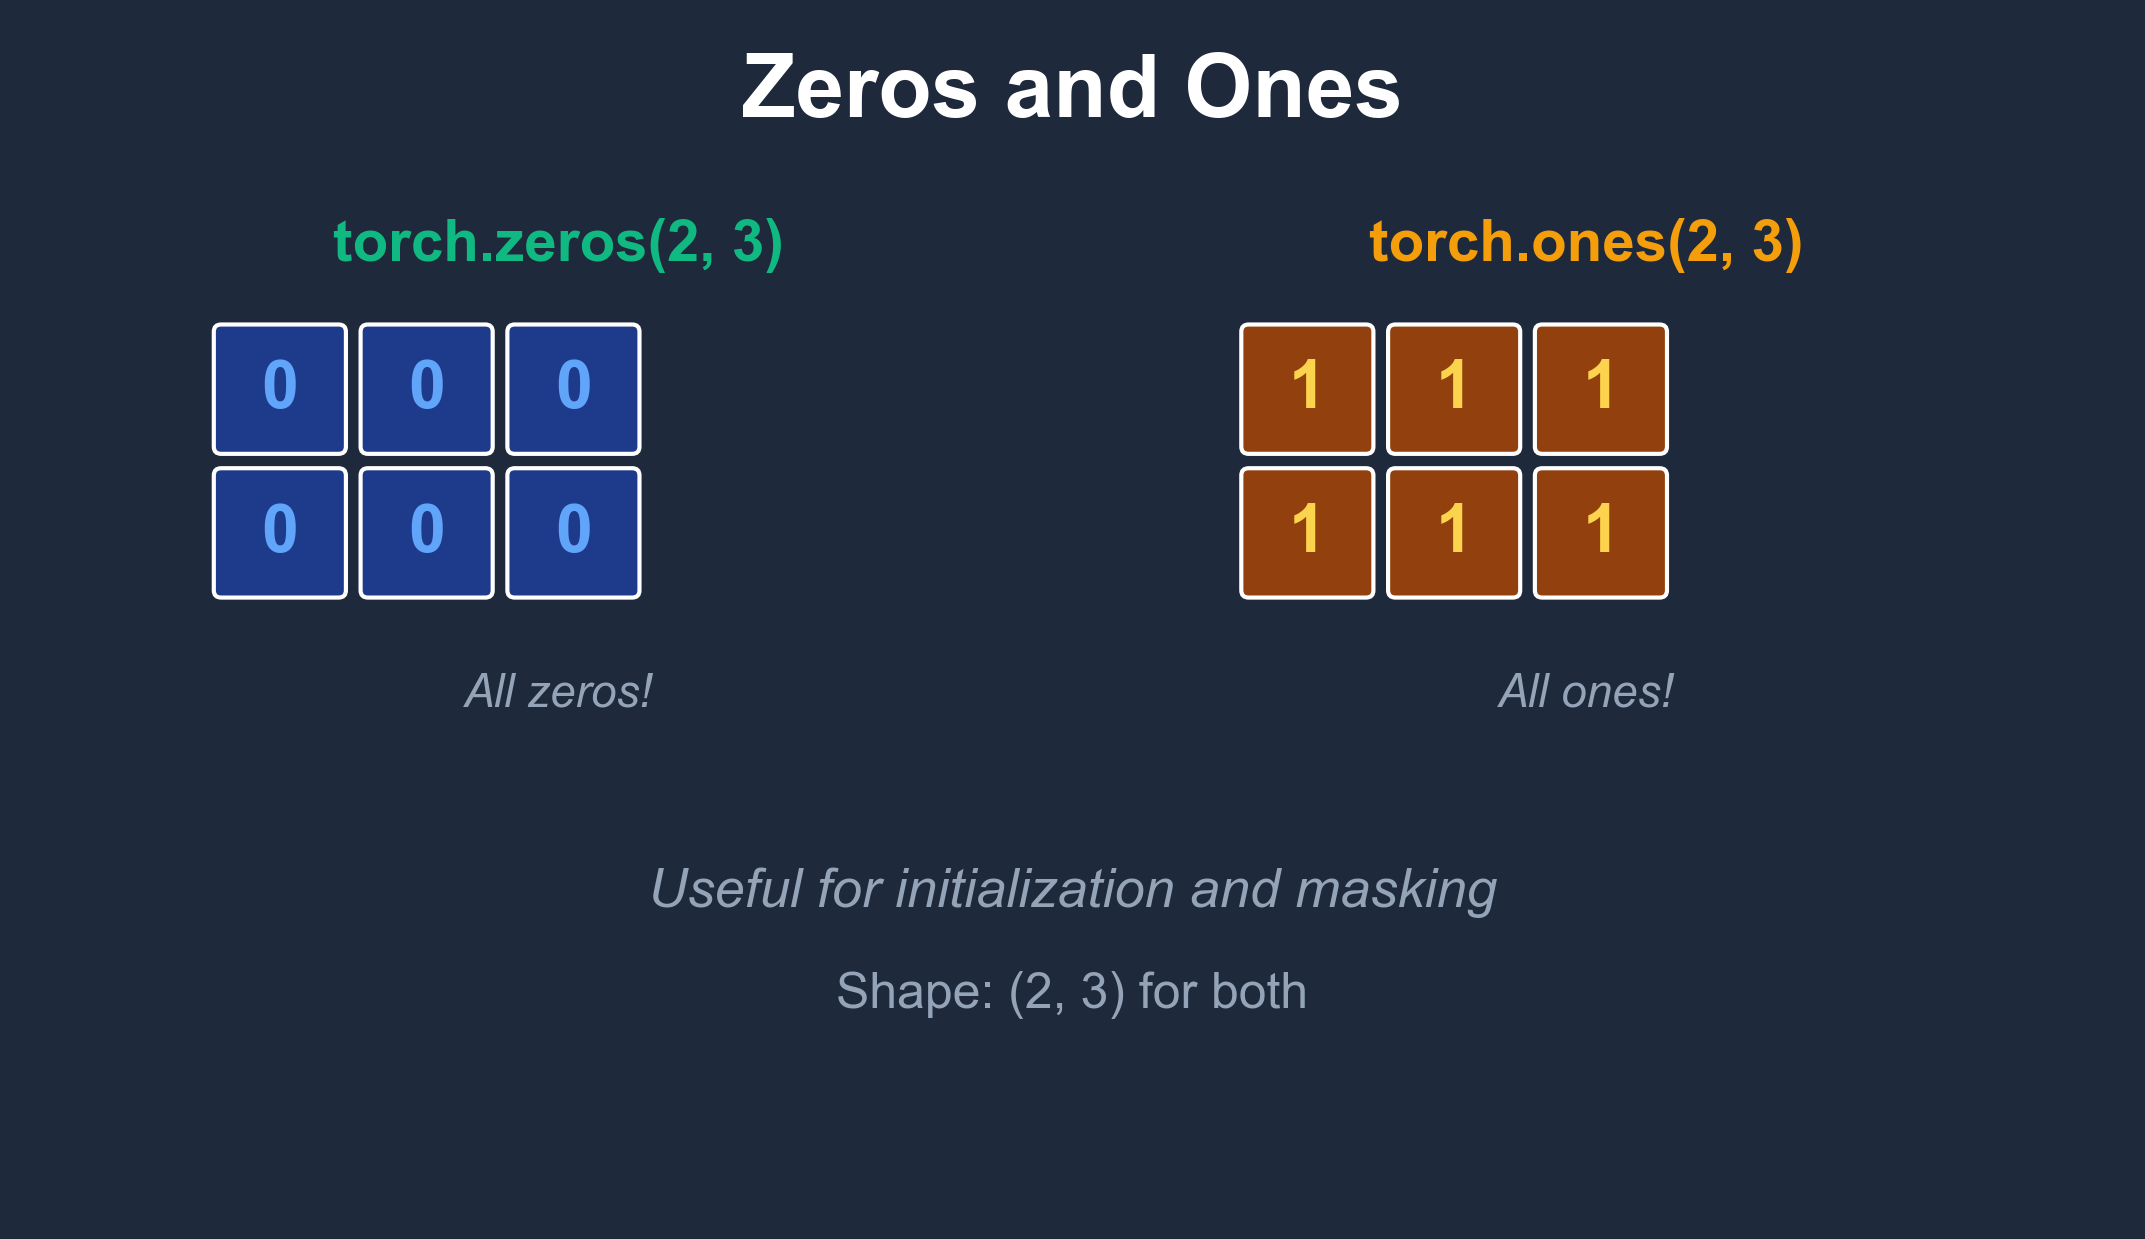 Zeros and Ones
torch.zeros(2, 3)
0 0 0
0 0 0
All zeros!
torch.ones(2, 3)
1 1 1
1 1 1
All ones!
Useful for initialization and masking
Shape: (2, 3) for both